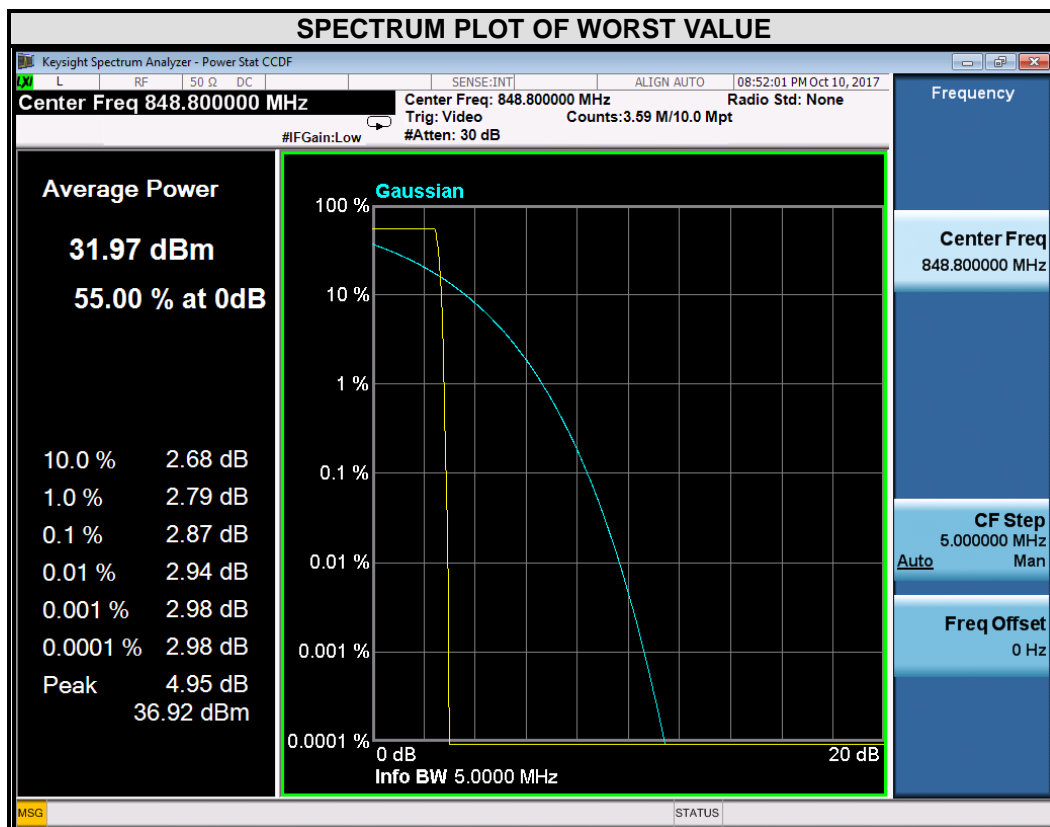 SPECTRUM PLOT OF WORST VALUE
Keysight Spectrum Analyzer - Power Stat CCDF
LXI L RF 50 Ω DC SENSE:INT ALIGN AUTO 08:52:01 PM Oct 10, 2017
Center Freq 848.800000 MHz
Center Freq: 848.800000 MHz Radio Std: None
Trig: Video Counts:3.59 M/10.0 Mpt
#IFGain:Low #Atten: 30 dB
Frequency
Average Power
31.97 dBm
55.00 % at 0dB
10.0 % 2.68 dB
1.0 % 2.79 dB
0.1 % 2.87 dB
0.01 % 2.94 dB
0.001 % 2.98 dB
0.0001 % 2.98 dB
Peak 4.95 dB
36.92 dBm
Gaussian
100 %
10 %
1 %
0.1 %
0.01 %
0.001 %
0.0001 %
0 dB 20 dB
Info BW 5.0000 MHz
Center Freq
848.800000 MHz
CF Step
5.000000 MHz
Auto Man
Freq Offset
0 Hz
MSG STATUS